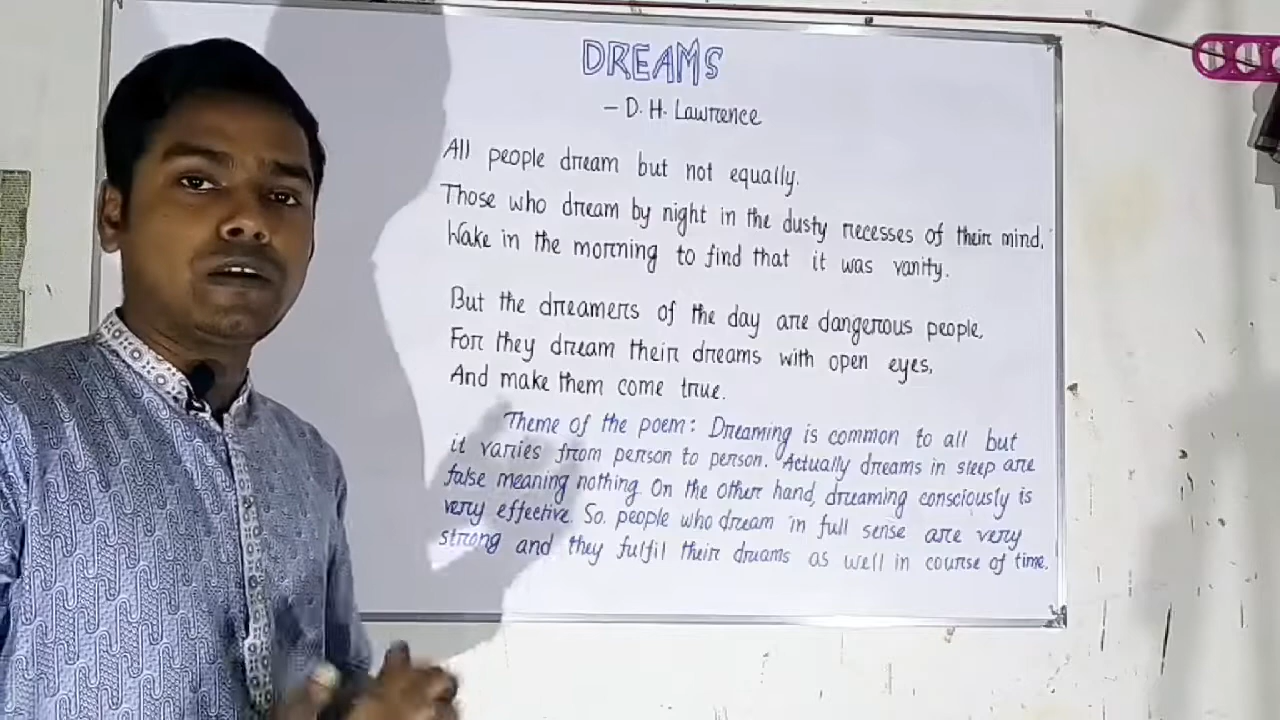 DREAMS
– D. H. Lawrence
All people dream but not equally.
Those who dream by night in the dusty recesses of their mind,
Wake in the morning to find that it was vanity.
But the dreamers of the day are dangerous people,
For they dream their dreams with open eyes,
And make them come true.
Theme of the poem: Dreaming is common to all but
it varies from person to person. Actually dreams in sleep are
false meaning nothing. On the other hand, dreaming consciously is
very effective. So, people who dream in full sense are very
strong and they fulfil their dreams as well in course of time.